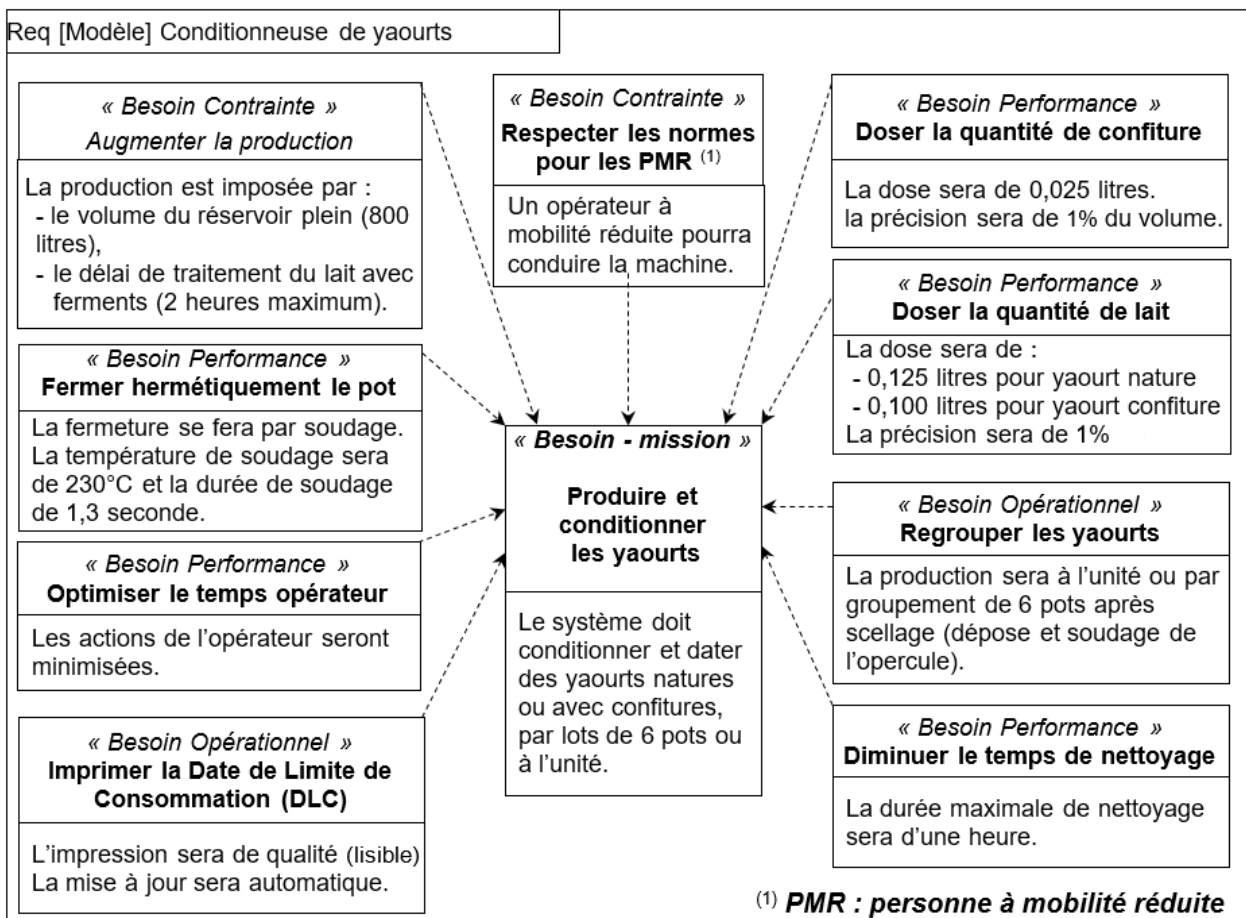 Req [Modèle] Conditionneuse de yaourts
« Besoin Contrainte »
Augmenter la production
La production est imposée par :
- le volume du réservoir plein (800
litres),
- le délai de traitement du lait avec
ferments (2 heures maximum).
« Besoin Contrainte »
Respecter les normes
pour les PMR (1)
Un opérateur à
mobilité réduite pourra
conduire la machine.
« Besoin Performance »
Doser la quantité de confiture
La dose sera de 0,025 litres.
la précision sera de 1% du volume.
« Besoin Performance »
Doser la quantité de lait
La dose sera de :
- 0,125 litres pour yaourt nature
- 0,100 litres pour yaourt confiture
La précision sera de 1%
« Besoin Performance »
Fermer hermétiquement le pot
La fermeture se fera par soudage.
La température de soudage sera
de 230°C et la durée de soudage
de 1,3 seconde.
« Besoin - mission »
Produire et
conditionner
les yaourts
Le système doit
conditionner et dater
des yaourts natures
ou avec confitures,
par lots de 6 pots ou
à l'unité.
« Besoin Opérationnel »
Regrouper les yaourts
La production sera à l'unité ou par
groupement de 6 pots après
scellage (dépose et soudage de
l'opercule).
« Besoin Performance »
Optimiser le temps opérateur
Les actions de l'opérateur seront
minimisées.
« Besoin Opérationnel »
Imprimer la Date de Limite de
Consommation (DLC)
L'impression sera de qualité (lisible)
La mise à jour sera automatique.
« Besoin Performance »
Diminuer le temps de nettoyage
La durée maximale de nettoyage
sera d'une heure.
(1) PMR : personne à mobilité réduite